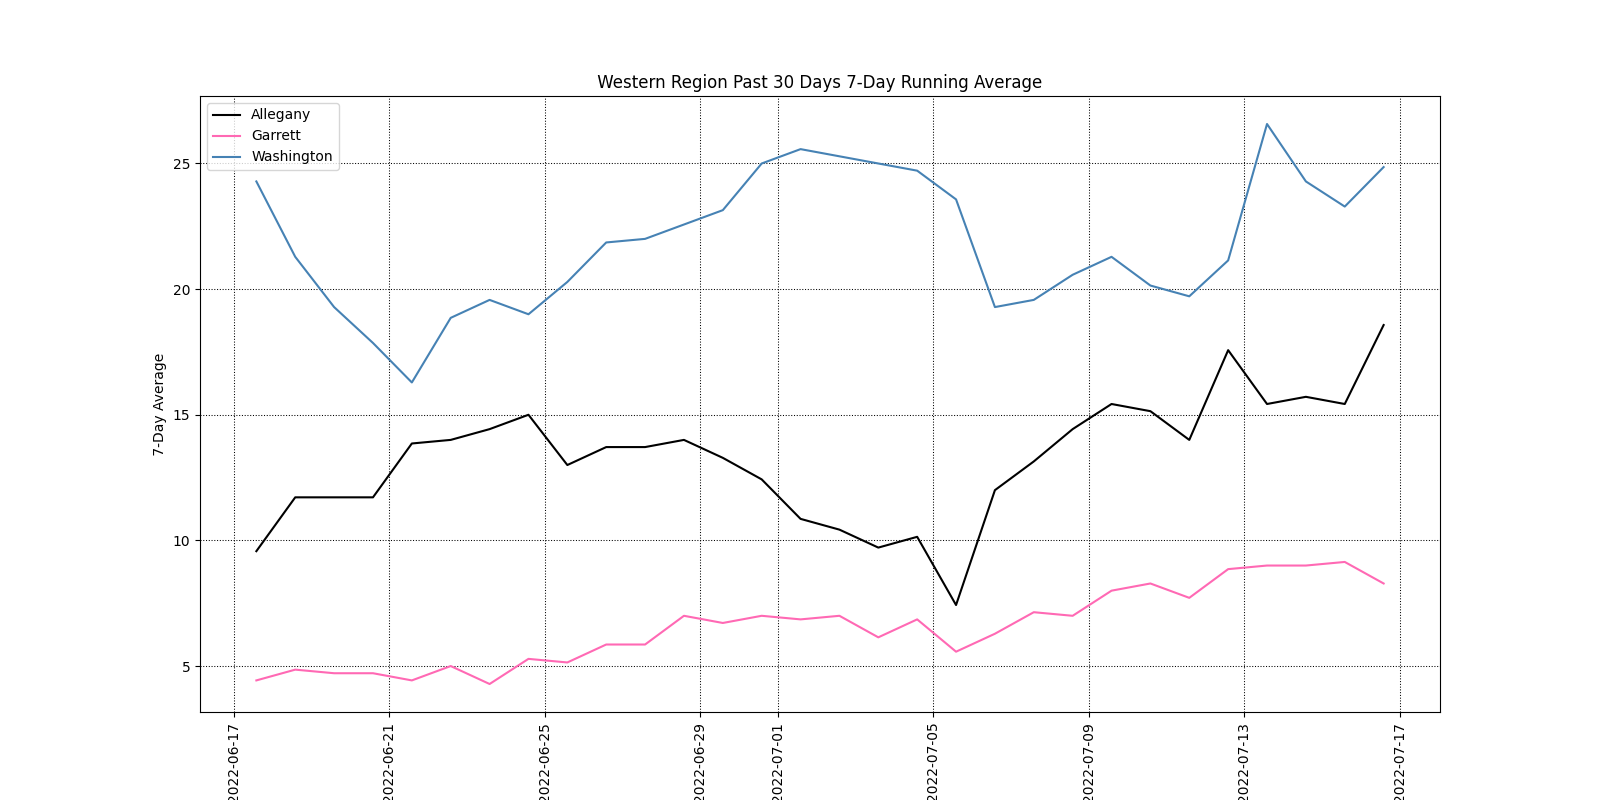 Western Region Past 30 Days 7-Day Running Average
Allegany
Garrett
Washington
25
20
15
10
5
7-Day Average
2022-06-17
2022-06-21
2022-06-25
2022-06-29
2022-07-01
2022-07-05
2022-07-09
2022-07-13
2022-07-17